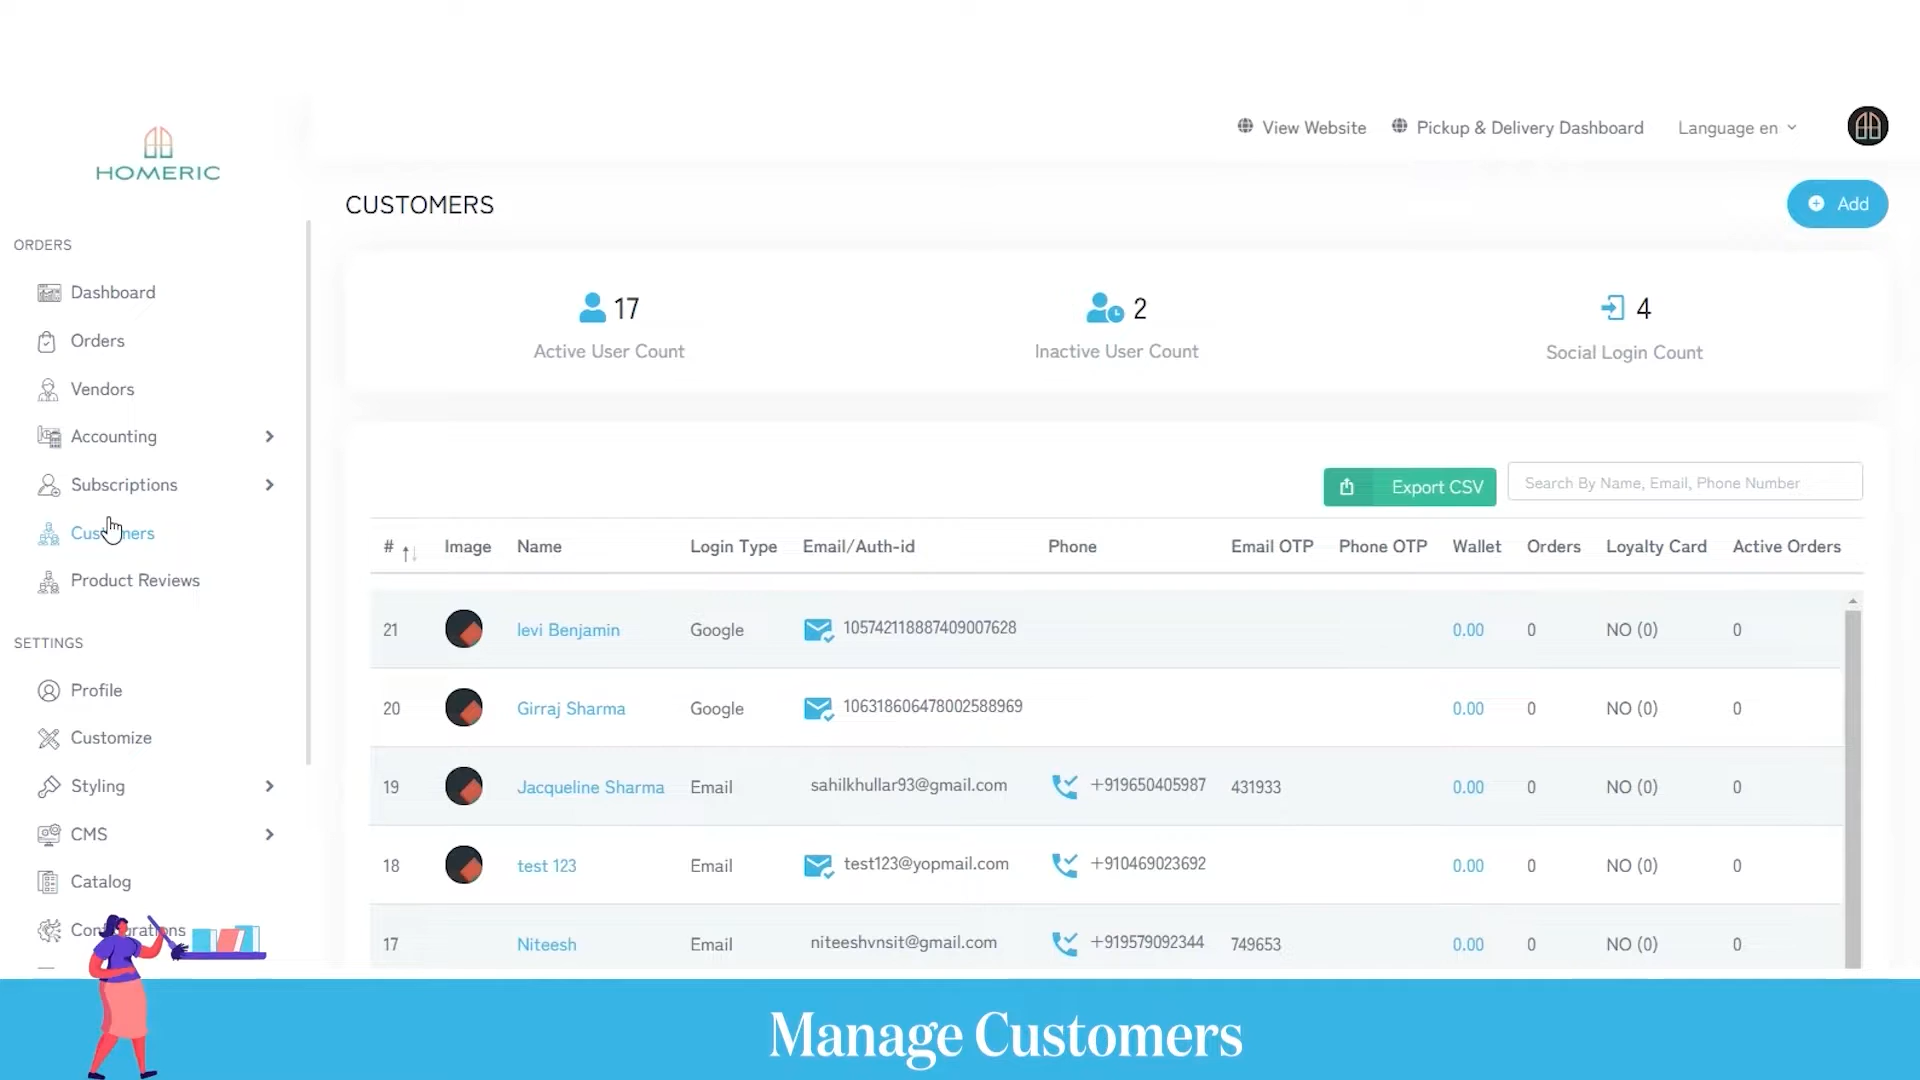 View Website
Pickup & Delivery Dashboard
Language en
HOMERIC
CUSTOMERS
Add
ORDERS
Dashboard
Orders
Vendors
Accounting
Subscriptions
Customers
Product Reviews
SETTINGS
Profile
Customize
Styling
CMS
Catalog
Configurations
17
Active User Count
2
Inactive User Count
4
Social Login Count
Export CSV
Search By Name, Email, Phone Number
# Image Name Login Type Email/Auth-id Phone Email OTP Phone OTP Wallet Orders Loyalty Card Active Orders
21 levi Benjamin Google 105742118887409007628 0.00 0 NO (0) 0
20 Girraj Sharma Google 106318606478002588969 0.00 0 NO (0) 0
19 Jacqueline Sharma Email sahilkhullar93@gmail.com +919650405987 431933 0.00 0 NO (0) 0
18 test 123 Email test123@yopmail.com +910469023692 0.00 0 NO (0) 0
17 Niteesh Email niteeshvnsit@gmail.com +919579092344 749653 0.00 0 NO (0) 0
Manage Customers